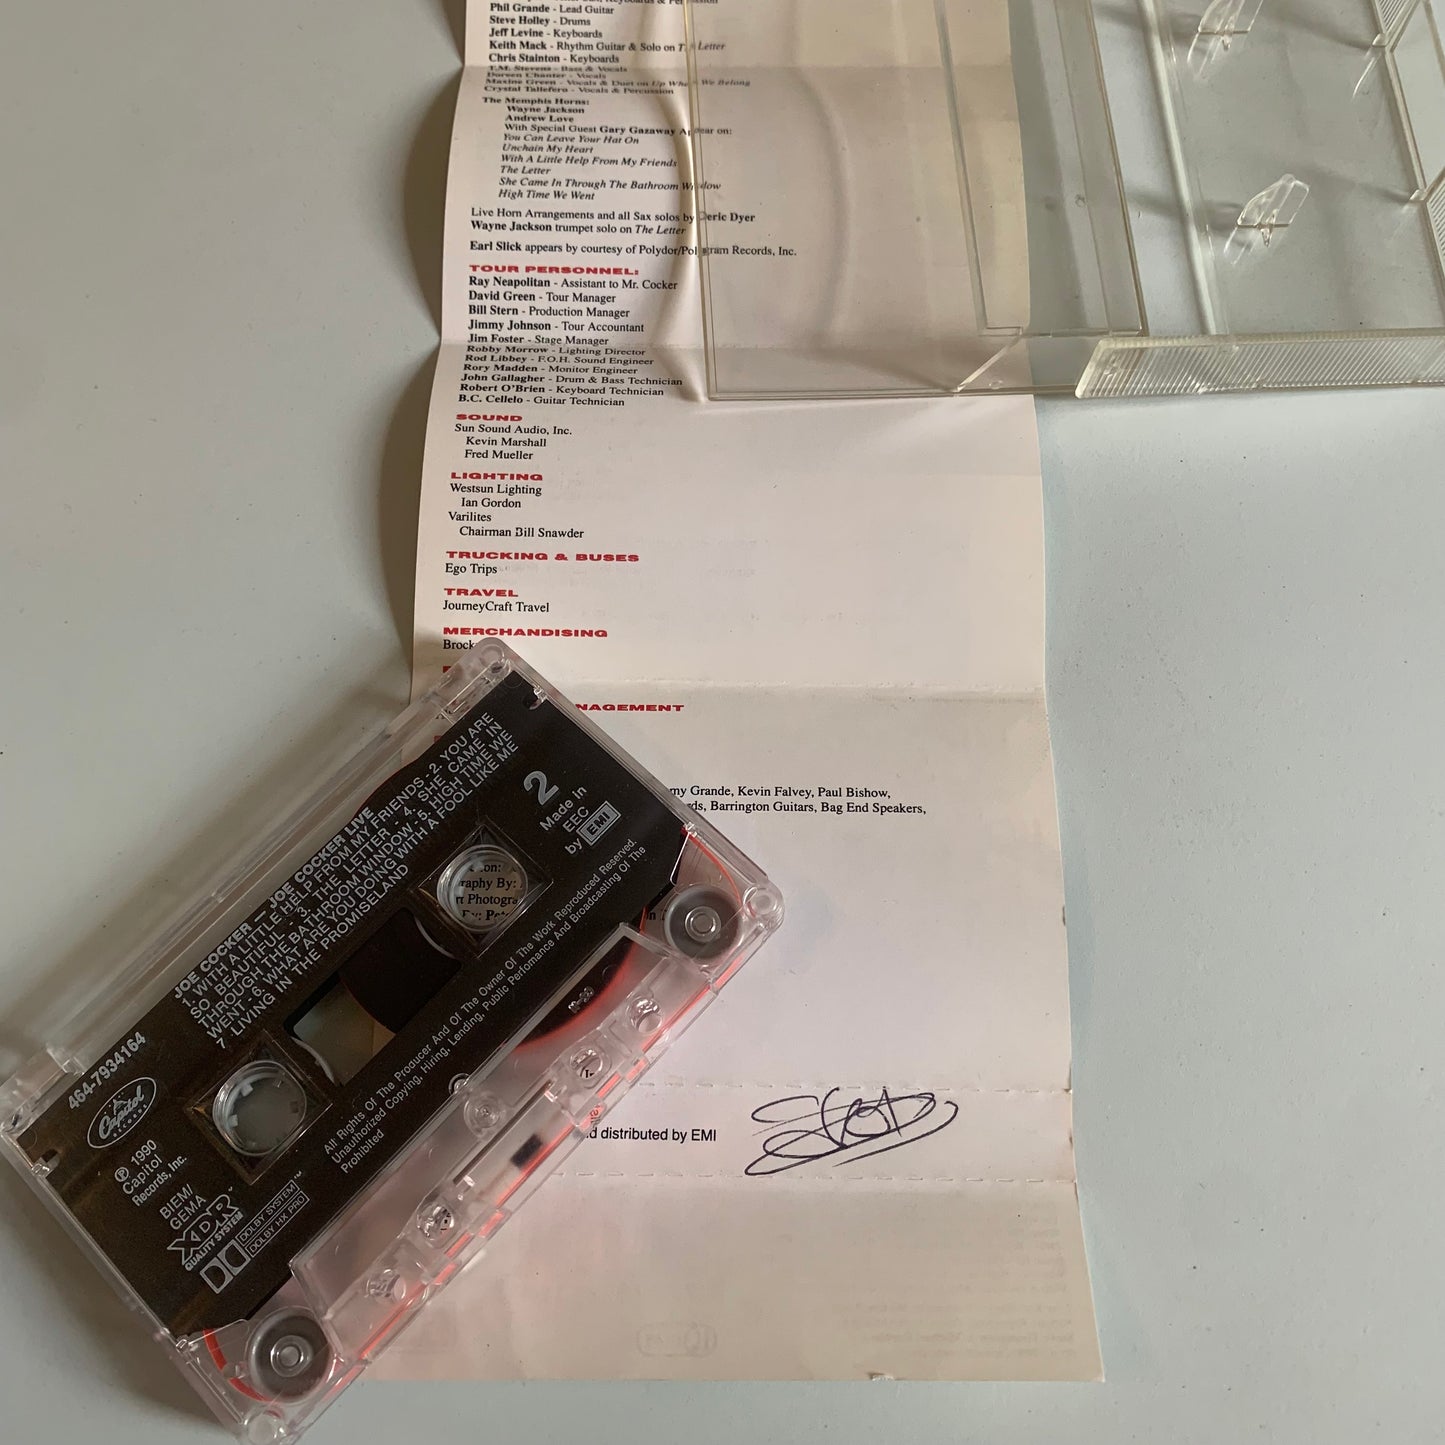 Phil Grande - Lead Guitar
Steve Holley - Drums
Jeff Levine - Keyboards
Keith Mack - Rhythm Guitar & Solo on The Letter
Chris Stainton - Keyboards
T.M. Stevens - Bass & Vocals
Doreen Chanter - Vocals
Maxine Green - Vocals & Duet on Up Where We Belong
Crystal Taliefero - Vocals & Percussion
The Memphis Horns:
Wayne Jackson
Andrew Love
With Special Guest Gary Gazaway Appear on:
You Can Leave Your Hat On
Unchain My Heart
With A Little Help From My Friends
The Letter
She Came In Through The Bathroom Window
High Time We Went
Live Horn Arrangements and all Sax solos by Deric Dyer
Wayne Jackson trumpet solo on The Letter
Earl Slick appears by courtesy of Polydor/Polygram Records, Inc.
TOUR PERSONNEL:
Ray Neapolitan - Assistant to Mr. Cocker
David Green - Tour Manager
Bill Stern - Production Manager
Jimmy Johnson - Tour Accountant
Jim Foster - Stage Manager
Robby Morrow - Lighting Director
Rod Libbey - F.O.H. Sound Engineer
Rory Madden - Monitor Engineer
John Gallagher - Drum & Bass Technician
Robert O'Brien - Keyboard Technician
B.C. Cellelo - Guitar Technician
SOUND
Sun Sound Audio, Inc.
Kevin Marshall
Fred Mueller
LIGHTING
Westsun Lighting
Ian Gordon
Varilites
Chairman Bill Snawder
TRUCKING & BUSES
Ego Trips
TRAVEL
JourneyCraft Travel
MERCHANDISING
Brock
NAGEMENT
my Grande, Kevin Falvey, Paul Bishow,
rds, Barrington Guitars, Bag End Speakers,
distributed by EMI
JOE COCKER — JOE COCKER LIVE
1. WITH A LITTLE HELP FROM MY FRIENDS - 2. YOU ARE
SO BEAUTIFUL - 3. THE LETTER - 4. SHE CAME IN
THROUGH THE BATHROOM WINDOW - 5. HIGH TIME WE
WENT - 6. WHAT ARE YOU DOING WITH A FOOL LIKE ME
7. LIVING IN THE PROMISELAND
2
Made in
EEC
by EMI
464-7934164
Capitol
RECORDS
℗ 1990
Capitol
Records, Inc.
BIEM/
GEMA
XDR
QUALITY SYSTEM
DOLBY SYSTEM™
DOLBY HX PRO
All Rights Of The Producer And Of The Owner Of The Work Reproduced Reserved.
Unauthorized Copying, Hiring, Lending, Public Performance And Broadcasting Of The
Prohibited